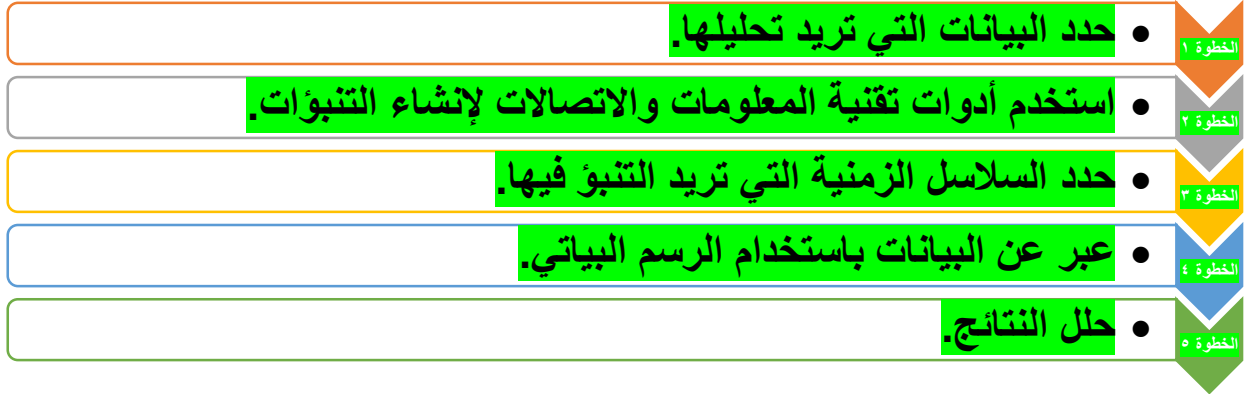 الخطوة ١
• حدد البيانات التي تريد تحليلها.
الخطوة ٢
• استخدم أدوات تقنية المعلومات والاتصالات لإنشاء التنبؤات.
الخطوة ٣
• حدد السلاسل الزمنية التي تريد التنبؤ فيها.
الخطوة ٤
• عبر عن البيانات باستخدام الرسم البياتي.
الخطوة ٥
• حلل النتائج.